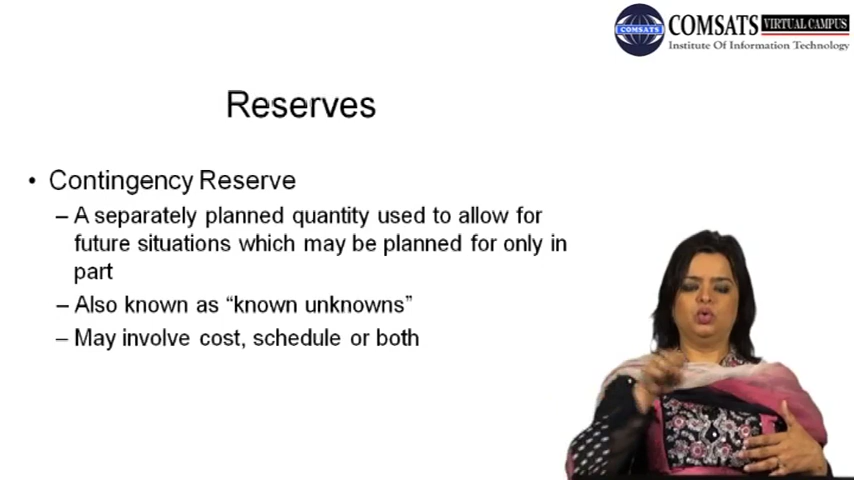 COMSATS VIRTUAL CAMPUS
COMSATS
Institute Of Information Technology
Reserves
• Contingency Reserve
– A separately planned quantity used to allow for
future situations which may be planned for only in
part
– Also known as “known unknowns”
– May involve cost, schedule or both